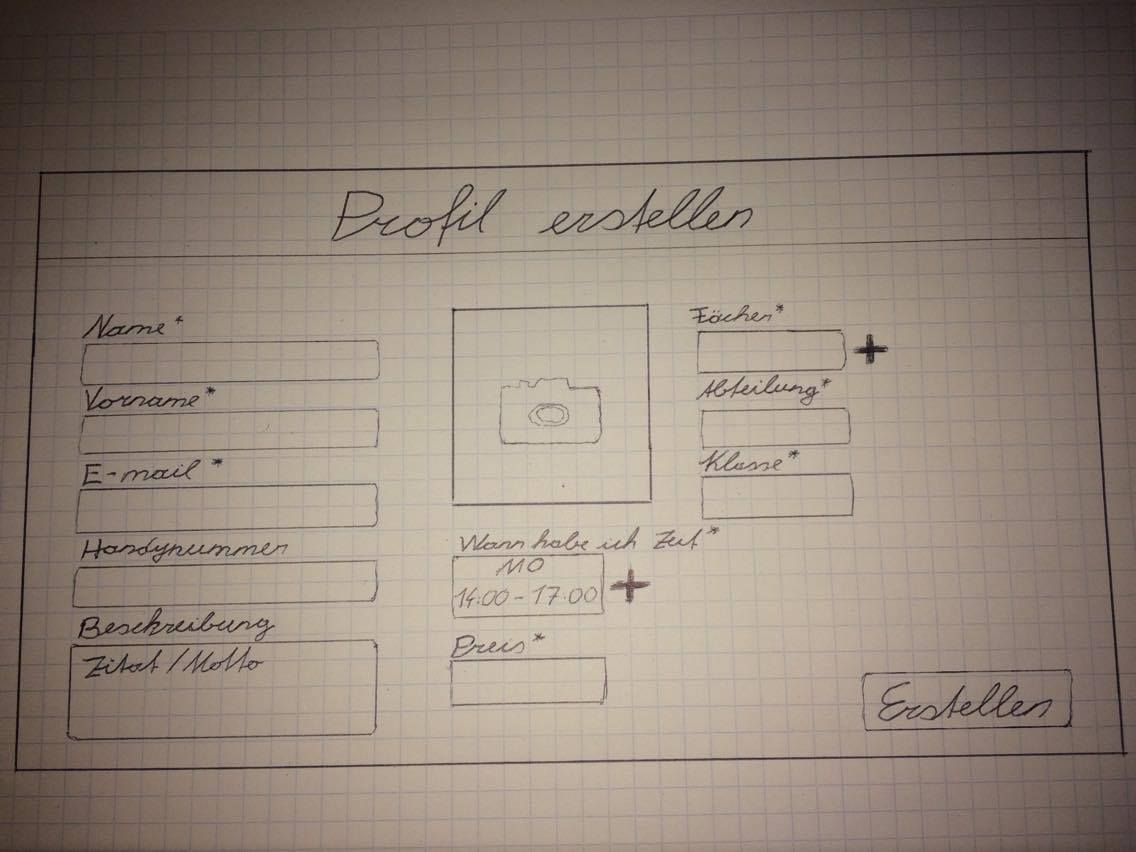 Profil erstellen
Name*
Vorname*
E-mail *
Handynummer
Beschreibung
Zitat / Motto
Wann habe ich Zeit*
MO
14:00 - 17:00
Preis*
Fächer*
Abteilung*
Klasse*
Erstellen